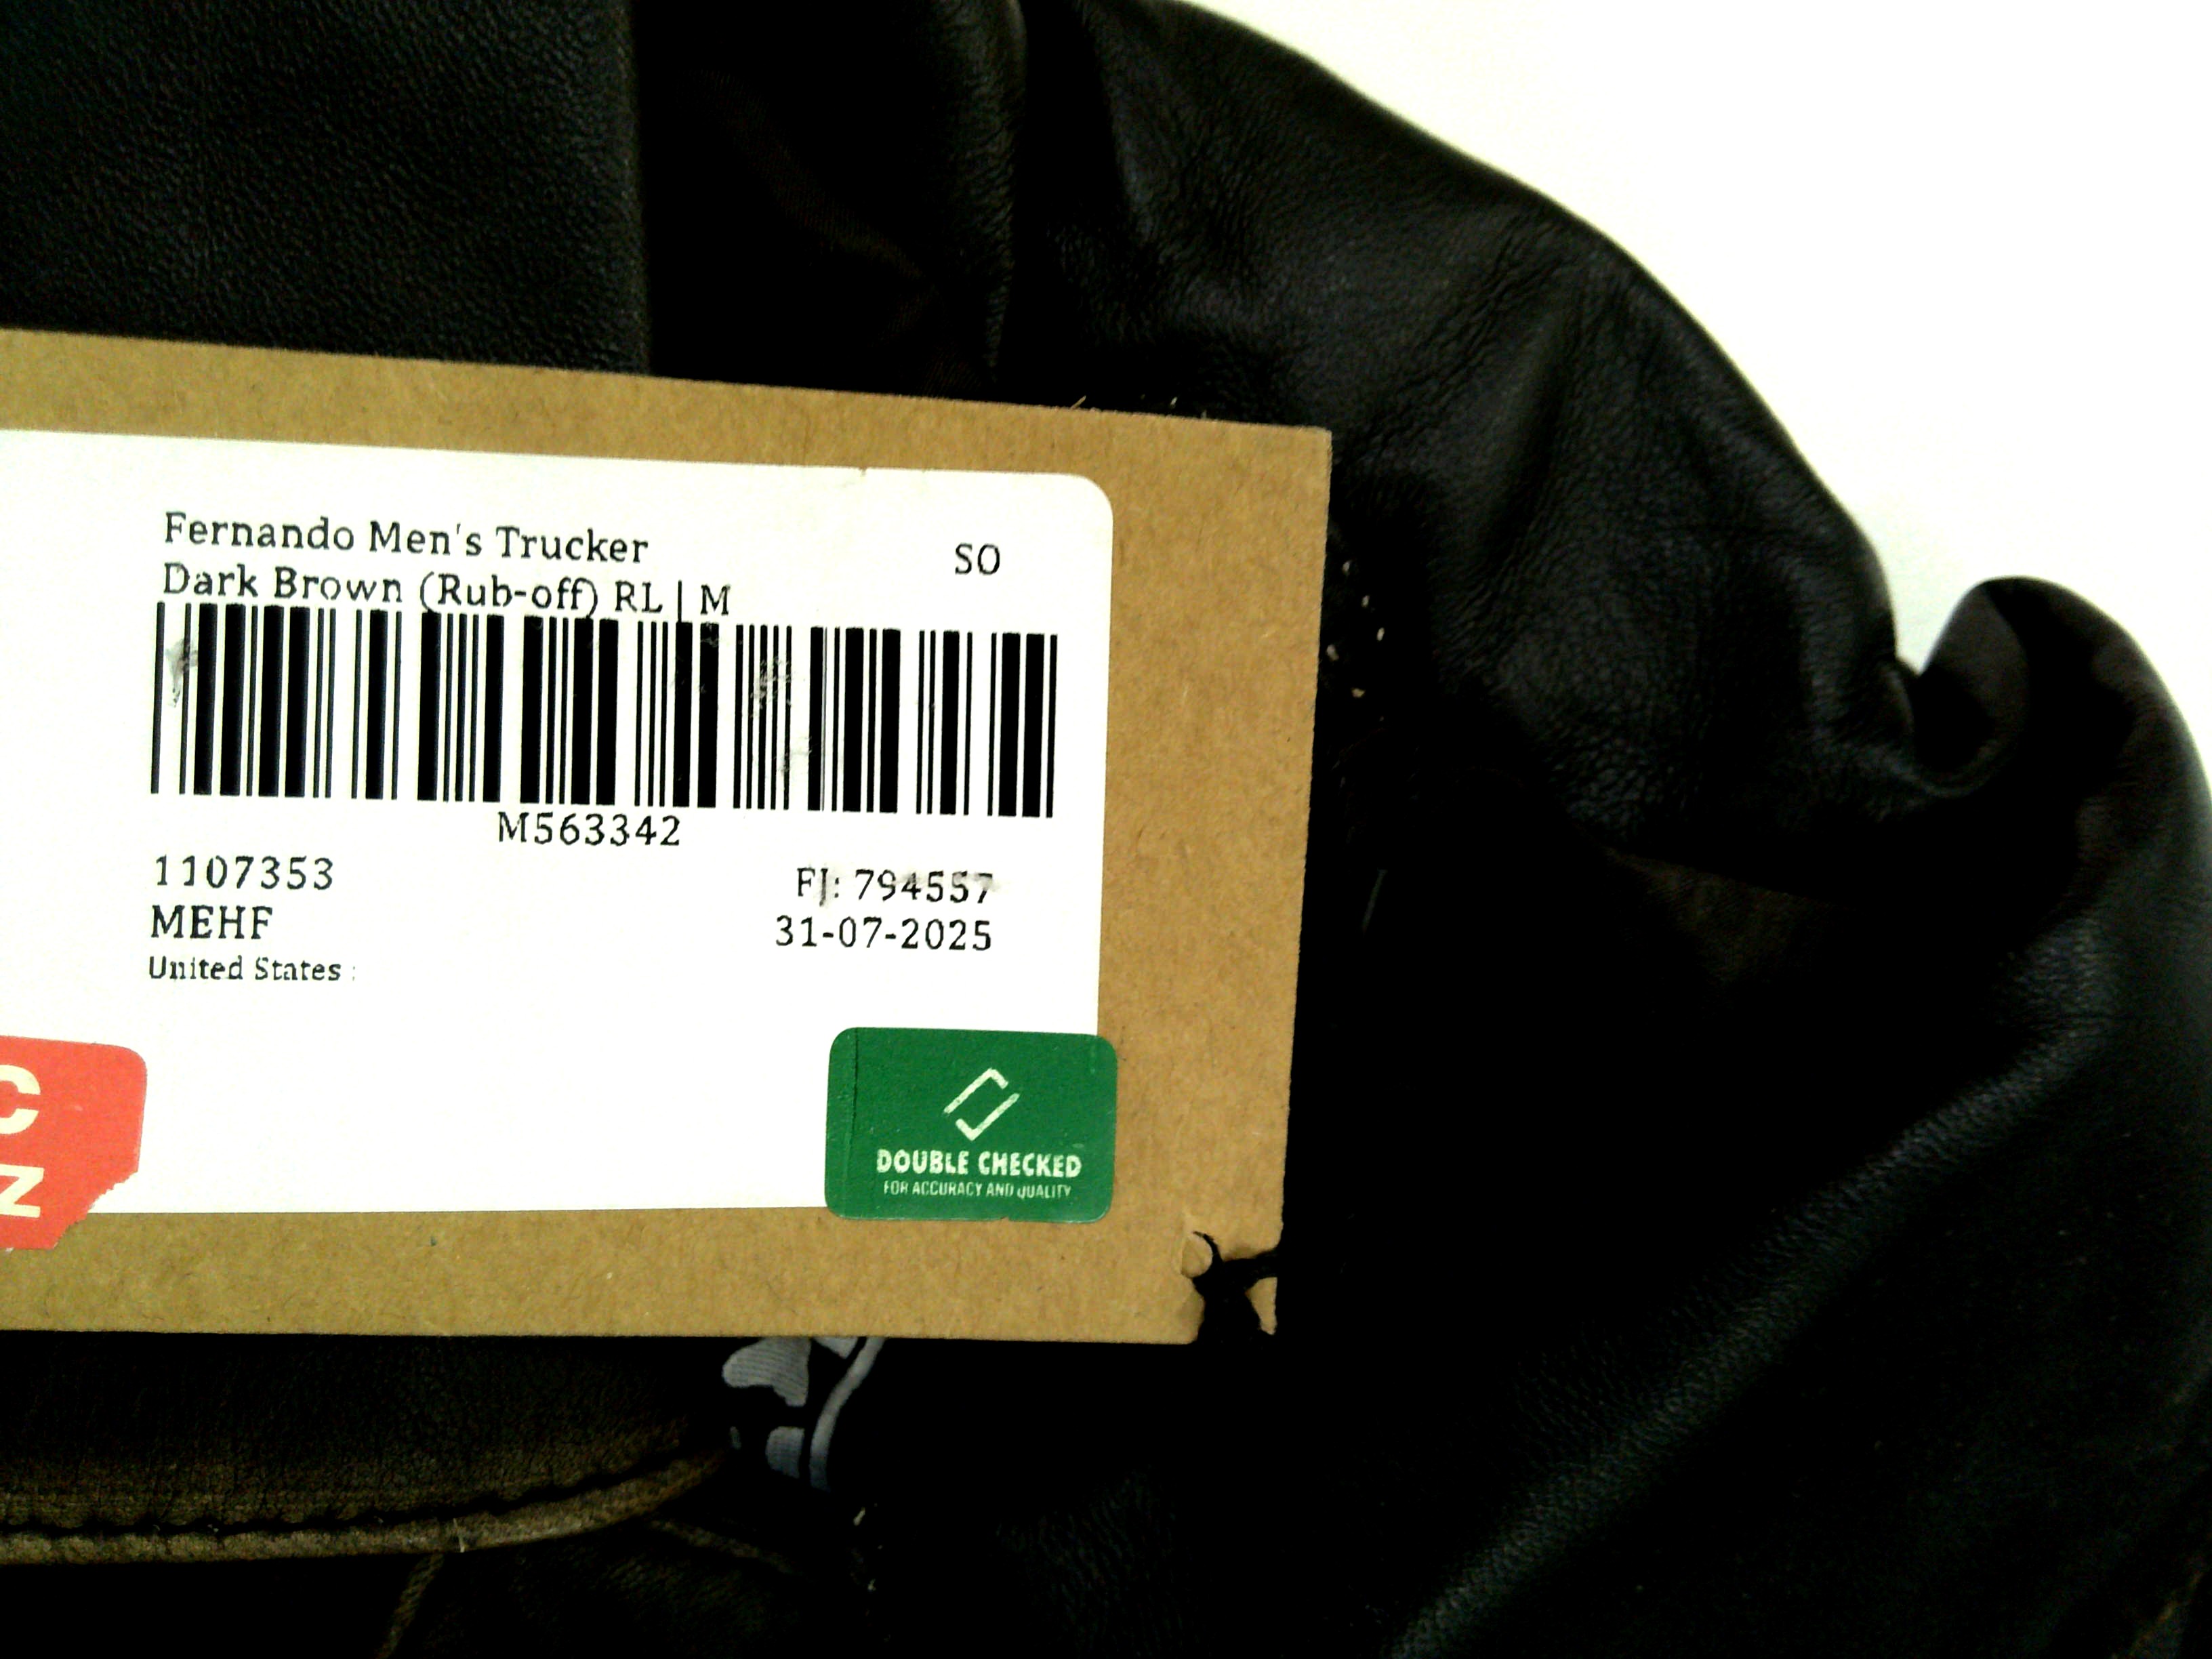 Fernando Men's Trucker
SO
Dark Brown (Rub-off) RL | M
M563342
1107353
FJ: 794557
MEHF
31-07-2025
United States :
C
Z
DOUBLE CHECKED
FOR ACCURACY AND QUALITY